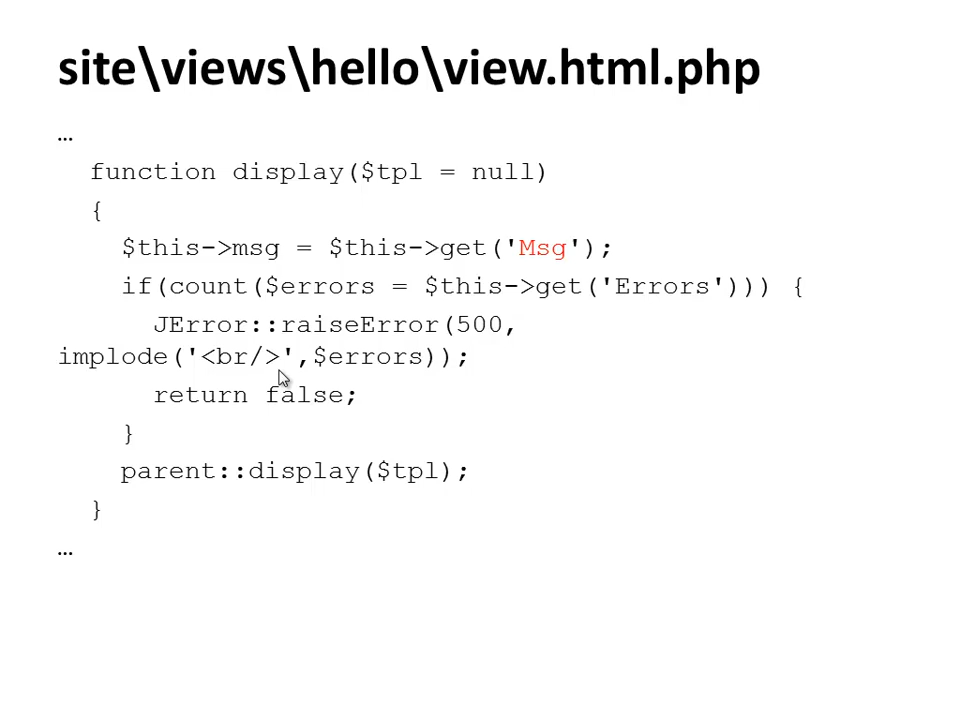 site\views\hello\view.html.php
…
function display($tpl = null)
{
$this->msg = $this->get('Msg');
if(count($errors = $this->get('Errors'))) {
JError::raiseError(500,
implode('<br/>',$errors));
return false;
}
parent::display($tpl);
}
…